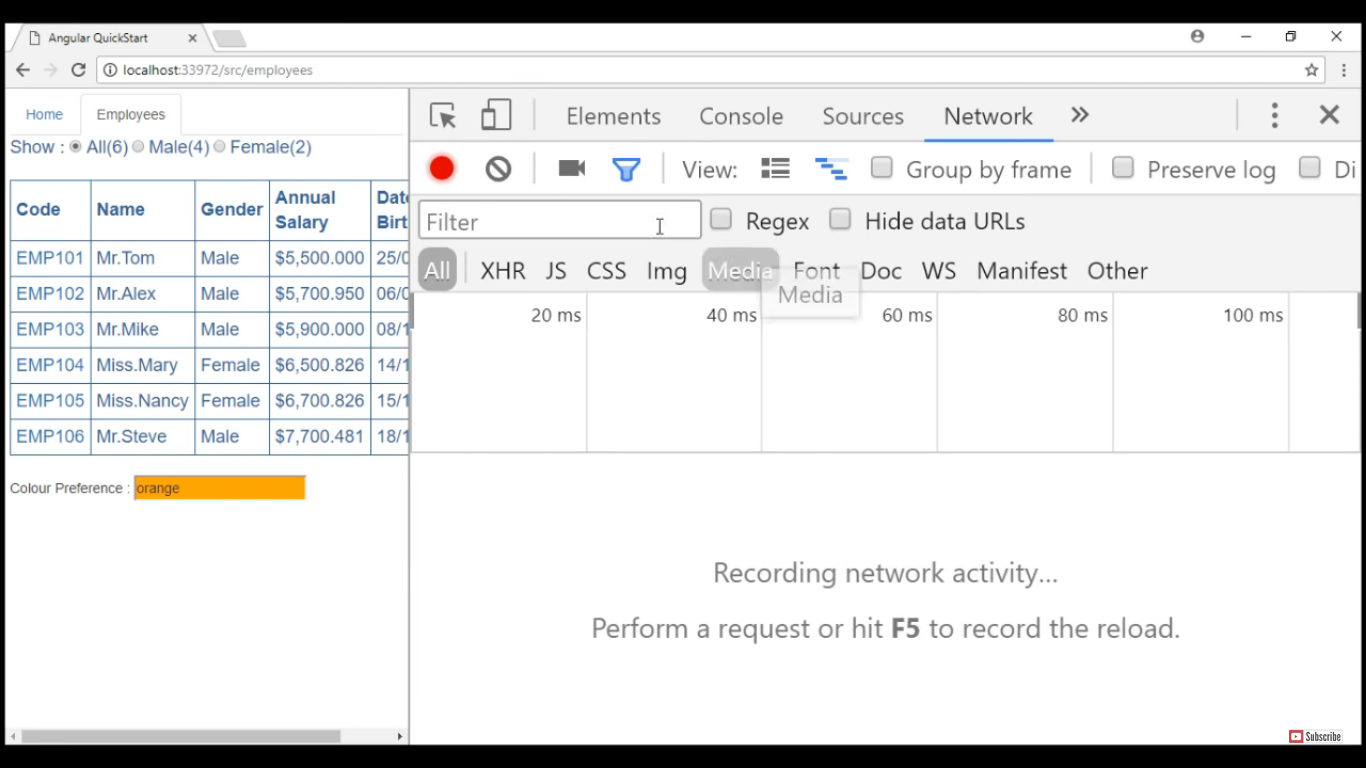 Angular QuickStart
localhost:33972/src/employees
Home Employees
Show : All(6) Male(4) Female(2)
Code Name Gender Annual Salary Date Birt
EMP101 Mr.Tom Male $5,500.000 25/0
EMP102 Mr.Alex Male $5,700.950 06/0
EMP103 Mr.Mike Male $5,900.000 08/1
EMP104 Miss.Mary Female $6,500.826 14/1
EMP105 Miss.Nancy Female $6,700.826 15/1
EMP106 Mr.Steve Male $7,700.481 18/1
Colour Preference : orange
Elements Console Sources Network
View: Group by frame Preserve log Di
Filter Regex Hide data URLs
All XHR JS CSS Img Media Font Doc WS Manifest Other
Media
20 ms 40 ms 60 ms 80 ms 100 ms
Recording network activity...
Perform a request or hit F5 to record the reload.
Subscribe